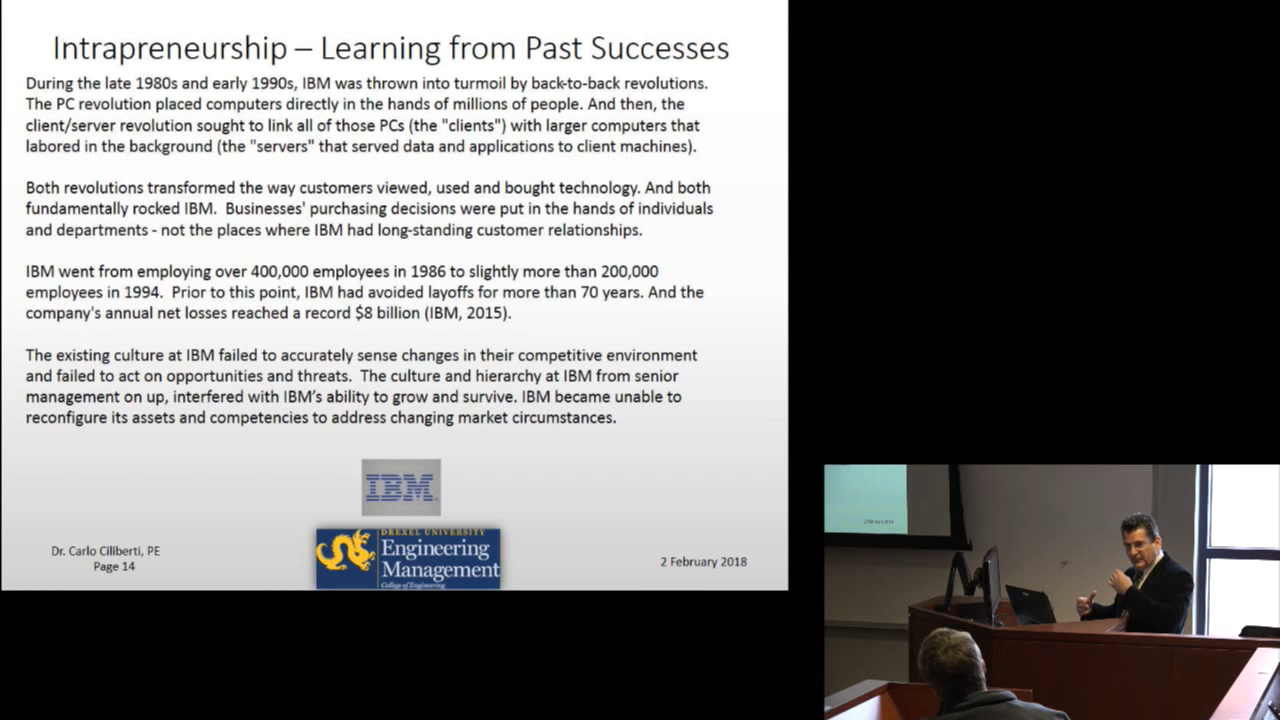 Intrapreneurship – Learning from Past Successes
During the late 1980s and early 1990s, IBM was thrown into turmoil by back-to-back revolutions.
The PC revolution placed computers directly in the hands of millions of people. And then, the
client/server revolution sought to link all of those PCs (the "clients") with larger computers that
labored in the background (the "servers" that served data and applications to client machines).
Both revolutions transformed the way customers viewed, used and bought technology. And both
fundamentally rocked IBM.  Businesses' purchasing decisions were put in the hands of individuals
and departments - not the places where IBM had long-standing customer relationships.
IBM went from employing over 400,000 employees in 1986 to slightly more than 200,000
employees in 1994.  Prior to this point, IBM had avoided layoffs for more than 70 years. And the
company's annual net losses reached a record $8 billion (IBM, 2015).
The existing culture at IBM failed to accurately sense changes in their competitive environment
and failed to act on opportunities and threats.  The culture and hierarchy at IBM from senior
management on up, interfered with IBM’s ability to grow and survive. IBM became unable to
reconfigure its assets and competencies to address changing market circumstances.
IBM
DREXEL UNIVERSITY
Engineering
Management
College of Engineering
Dr. Carlo Ciliberti, PE
Page 14
2 February 2018